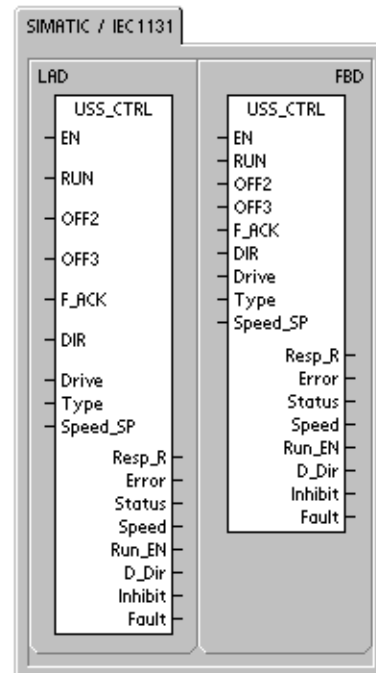 SIMATIC / IEC1131
LAD
USS_CTRL
EN
RUN
OFF2
OFF3
F_ACK
DIR
Drive
Type
Speed_SP
Resp_R
Error
Status
Speed
Run_EN
D_Dir
Inhibit
Fault
FBD
USS_CTRL
EN
RUN
OFF2
OFF3
F_ACK
DIR
Drive
Type
Speed_SP
Resp_R
Error
Status
Speed
Run_EN
D_Dir
Inhibit
Fault